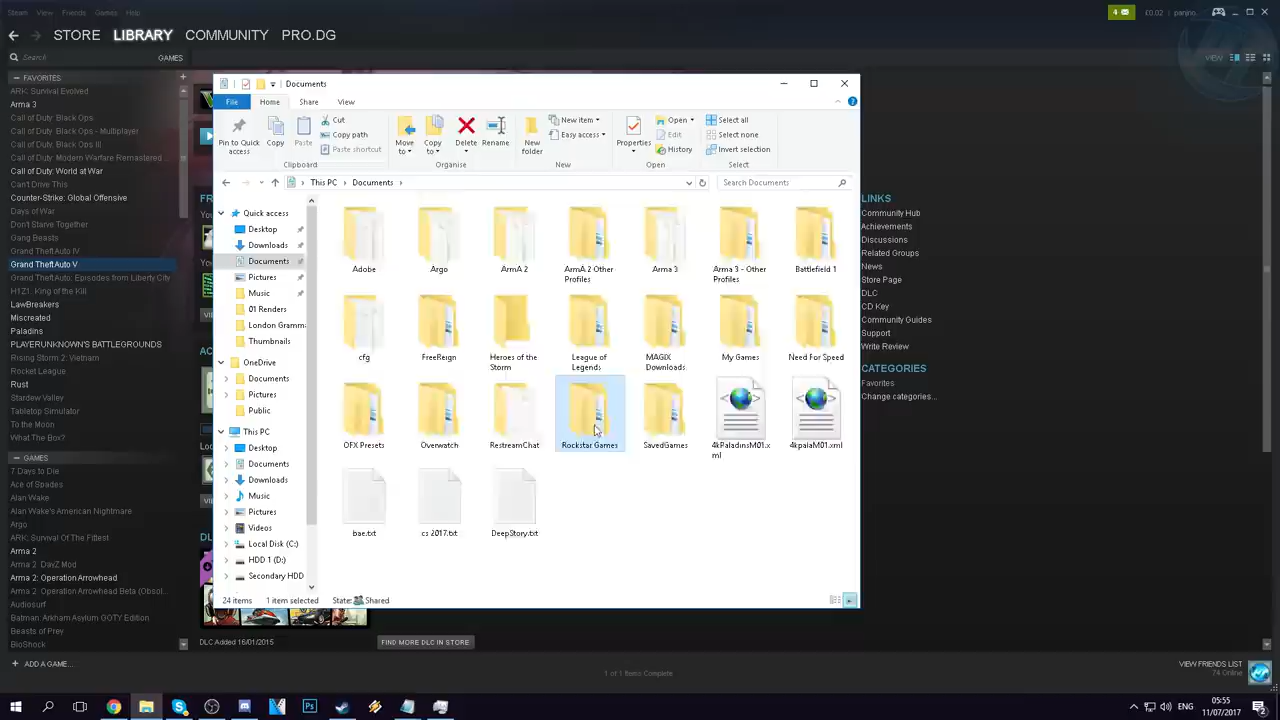 Steam View Friends Games Help
4
£0.02 panjno.
STORE LIBRARY COMMUNITY PRO.DG
Search GAMES VIEW
FAVORITES
ARK: Survival Evolved
Arma 3
Call of Duty: Black Ops
Call of Duty: Black Ops - Multiplayer
Call of Duty: Black Ops III
Call of Duty: Modern Warfare Remastered...
Call of Duty: World at War
Can't Drive This
Counter-Strike: Global Offensive
Days of War
Don't Starve Together
Gang Beasts
Grand Theft Auto IV
Grand Theft Auto V
Grand Theft Auto: Episodes from Liberty City
H1Z1: King of the Kill
LawBreakers
Miscreated
Paladins
PLAYERUNKNOWN'S BATTLEGROUNDS
Rising Storm 2: Vietnam
Rocket League
Rust
Stardew Valley
Tabletop Simulator
To the Moon
What The Box?
GAMES
7 Days to Die
Ace of Spades
Alan Wake
Alan Wake's American Nightmare
Argo
ARK: Survival Of The Fittest
Arma 2
Arma 2: DayZ Mod
Arma 2: Operation Arrowhead
Arma 2: Operation Arrowhead Beta (Obsol...
Audiosurf
Batman: Arkham Asylum GOTY Edition
Beasts of Prey
BioShock
ADD A GAME...
Documents
File Home Share View
Pin to Quick access
Copy
Paste
Cut
Copy path
Paste shortcut
Clipboard
Move to
Copy to
Delete
Rename
Organise
New folder
New item
Easy access
New
Properties
Open
Edit
History
Open
Select all
Select none
Invert selection
Select
This PC Documents
Search Documents
Quick access
Desktop
Downloads
Documents
Pictures
Music
01 Renders
London Gramm
Thumbnails
OneDrive
Documents
Pictures
Public
This PC
Desktop
Documents
Downloads
Music
Pictures
Videos
Local Disk (C:)
HDD 1 (D:)
Secondary HDD
Adobe
Argo
ArmA 2
ArmA 2 Other Profiles
Arma 3
Arma 3 - Other Profiles
Battlefield 1
cfg
FreeReign
Heroes of the Storm
League of Legends
MAGIX Downloads
My Games
Need For Speed
OFX Presets
Overwatch
RestreamChat
Rockstar Games
SavedGames
4kPaladinsM01.xml
4kpalaM01.xml
bae.txt
cs 2017.txt
DeepStory.txt
24 items 1 item selected State: Shared
LINKS
Community Hub
Achievements
Discussions
Related Groups
News
Store Page
DLC
CD Key
Community Guides
Support
Write Review
CATEGORIES
Favorites
Change categories...
DLC Added 16/01/2015
FIND MORE DLC IN STORE
1 of 1 Items Complete
VIEW FRIENDS LIST
74 Online
ENG
05:55
11/07/2017
2